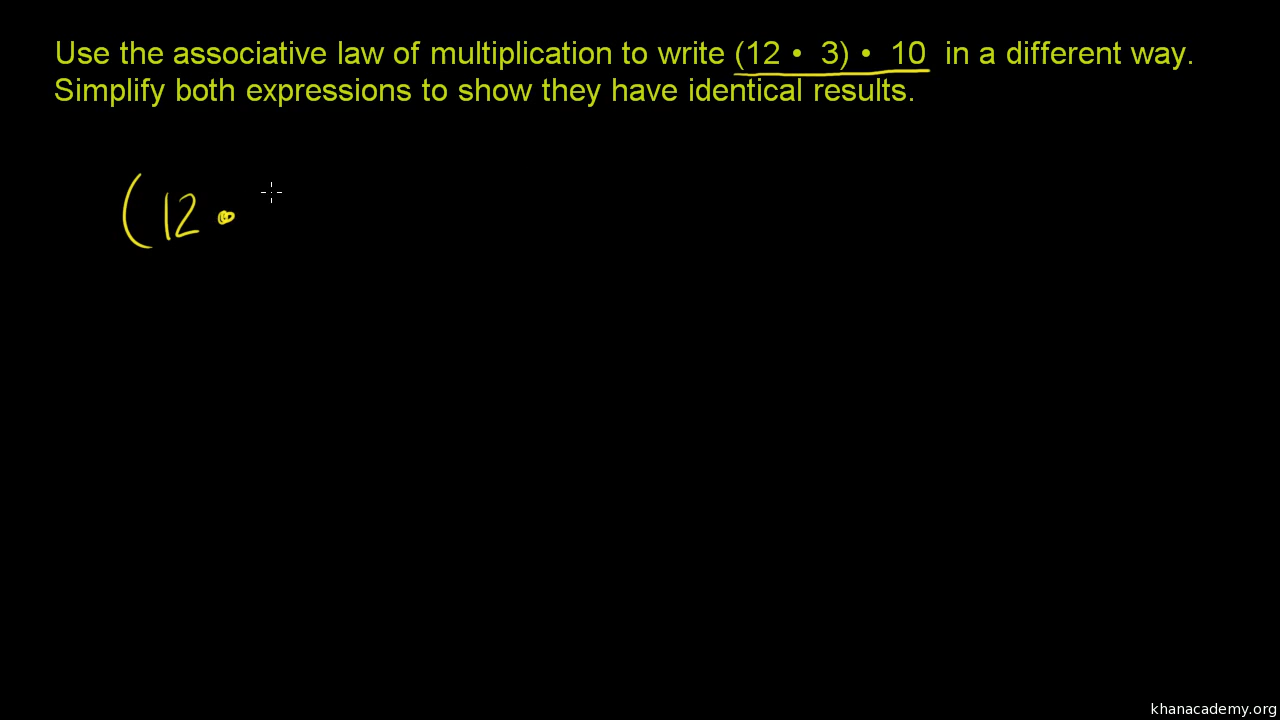 Use the associative law of multiplication to write (12 • 3) • 10 in a different way.
Simplify both expressions to show they have identical results.
(12 •
khanacademy.org